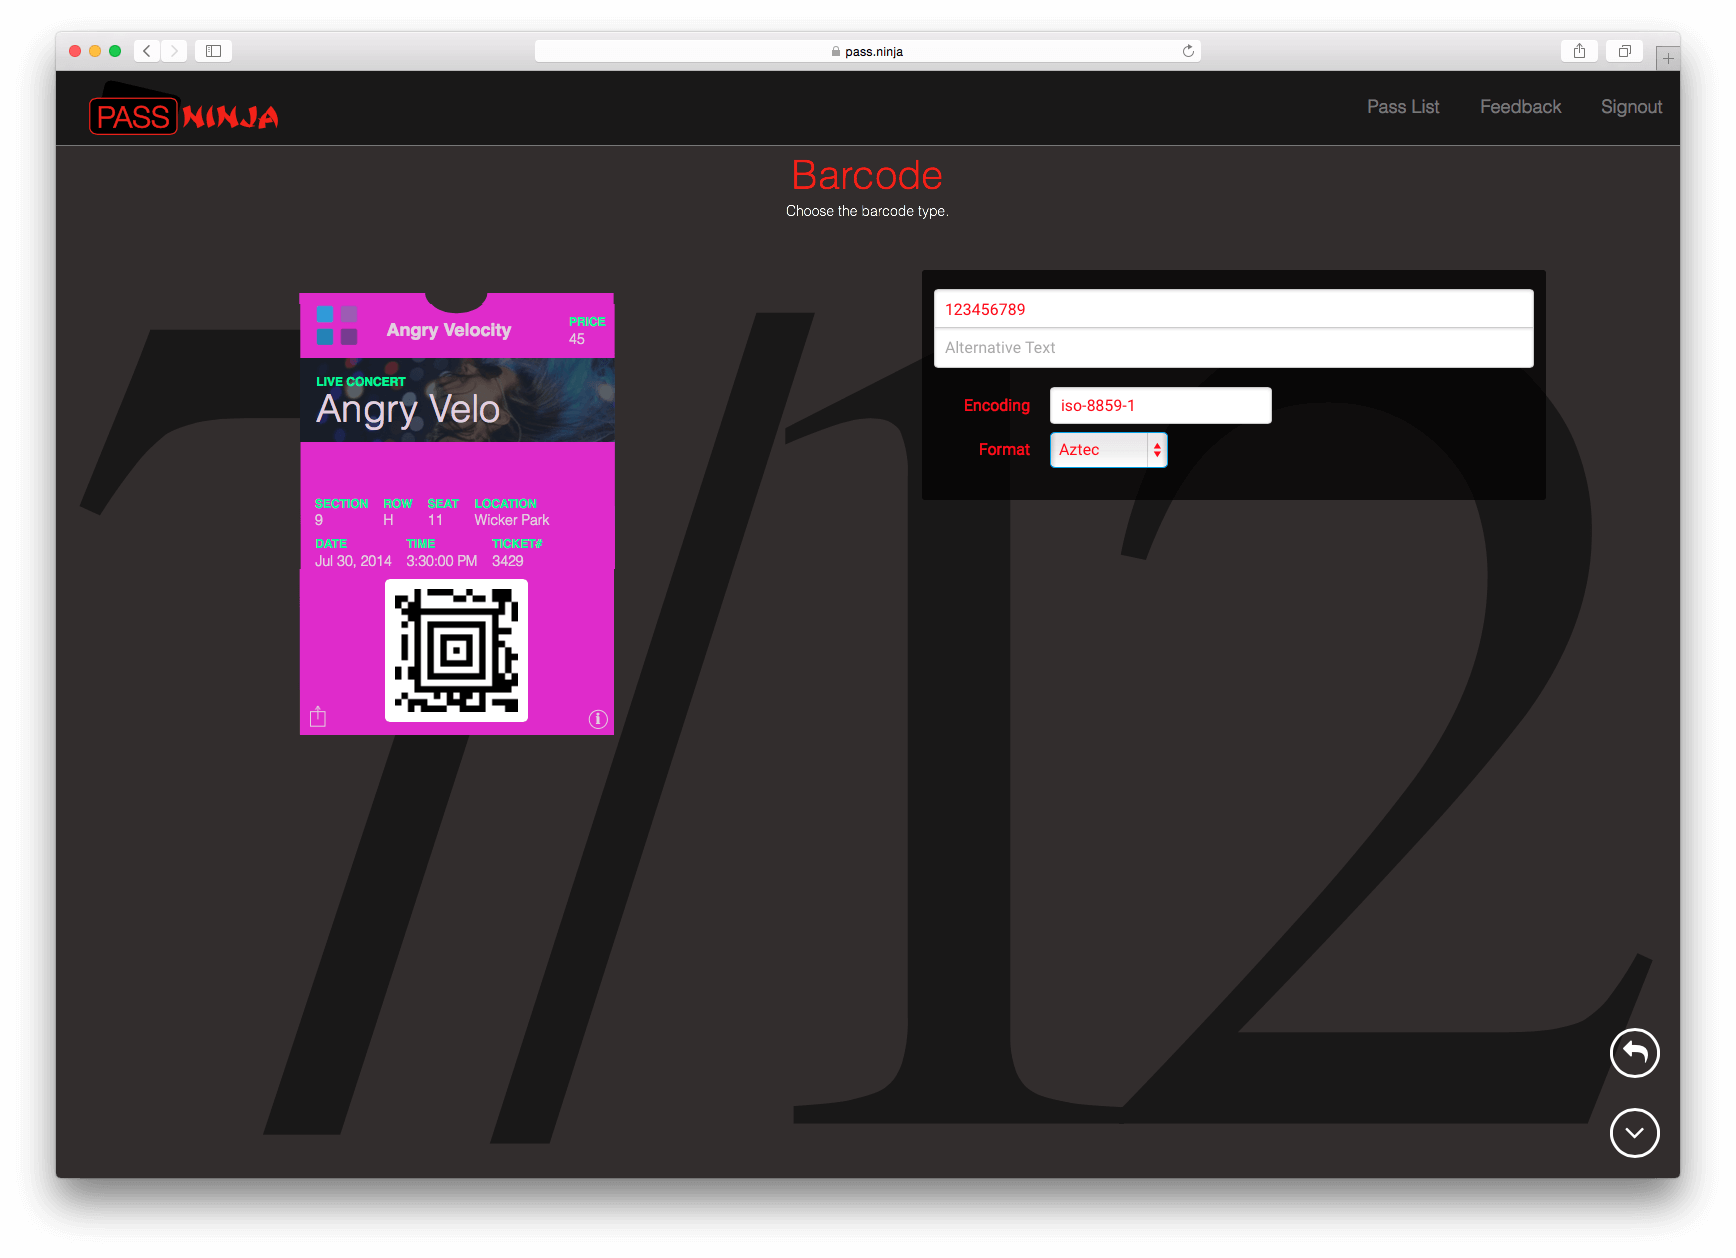 pass.ninja
PASS NINJA
Pass List
Feedback
Signout
Barcode
Choose the barcode type.
Angry Velocity
PRICE
45
LIVE CONCERT
Angry Velo
SECTION ROW SEAT LOCATION
9 H 11 Wicker Park
DATE TIME TICKET#
Jul 30, 2014 3:30:00 PM 3429
123456789
Alternative Text
Encoding iso-8859-1
Format Aztec
7/12